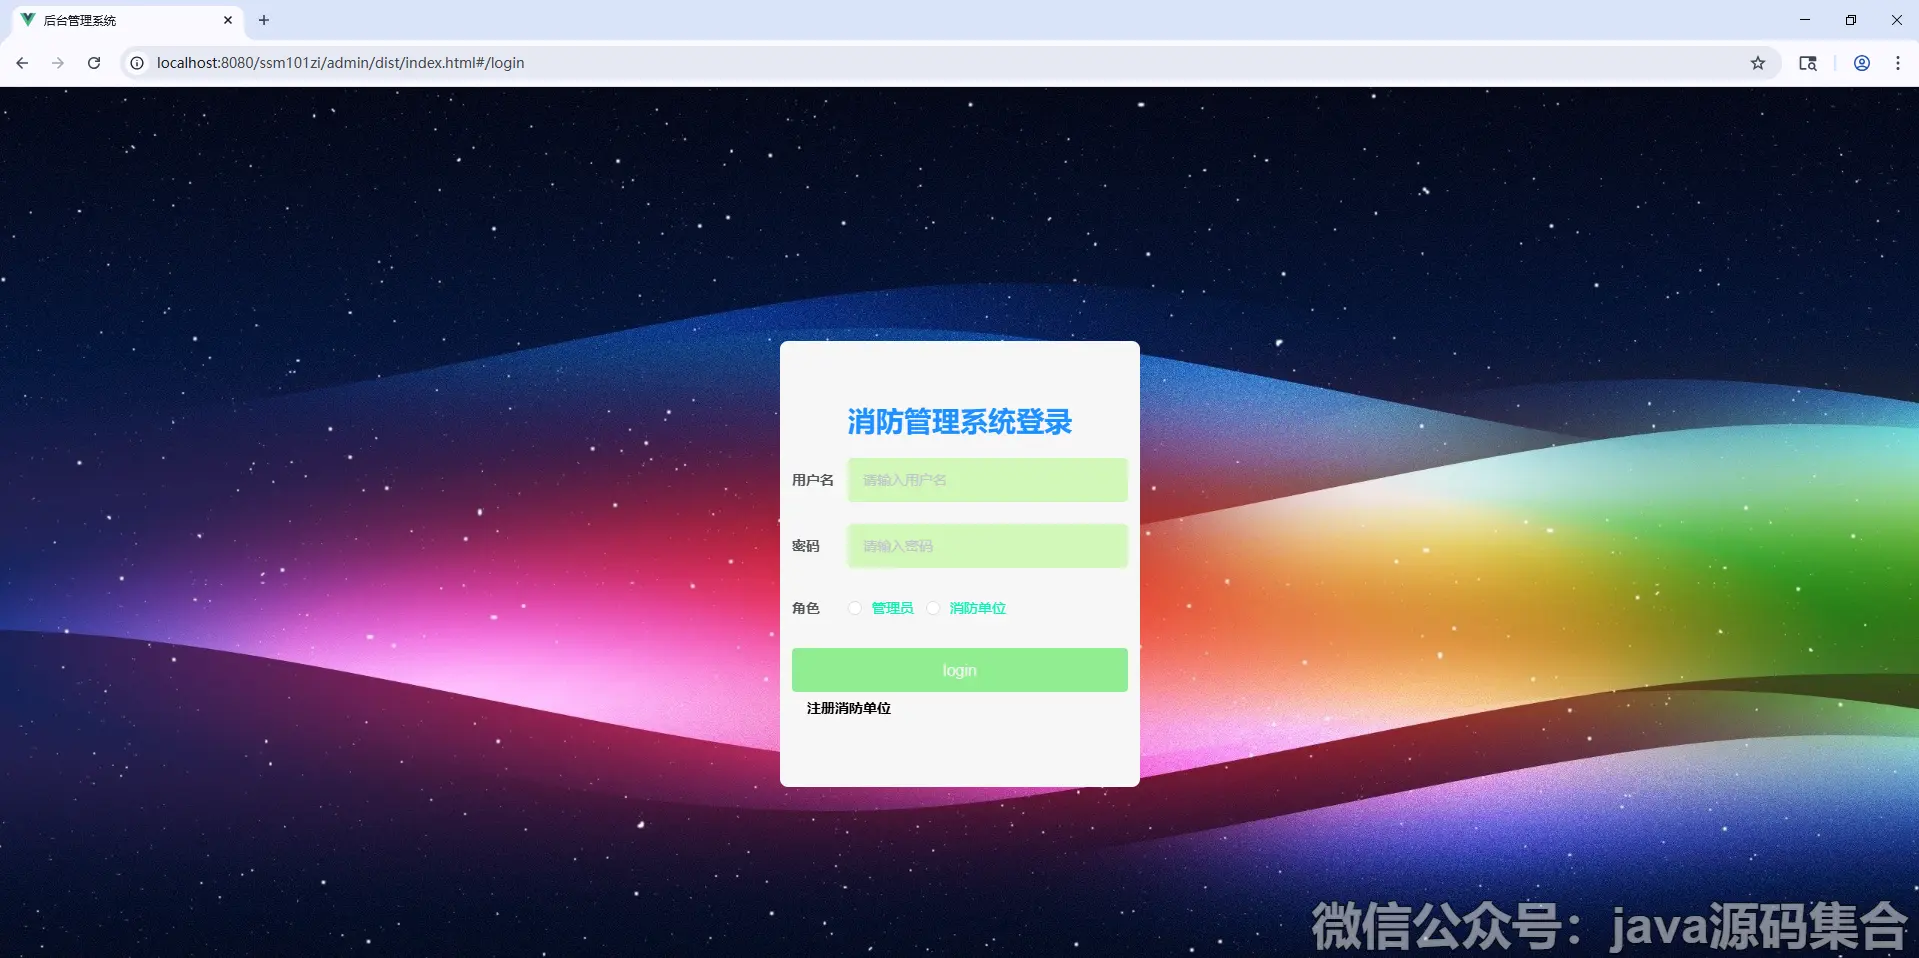 后台管理系统
localhost:8080/ssm101zi/admin/dist/index.html#/login
消防管理系统登录
用户名 请输入用户名
密码 请输入密码
角色 管理员 消防单位
login
注册消防单位
微信公众号：java源码集合